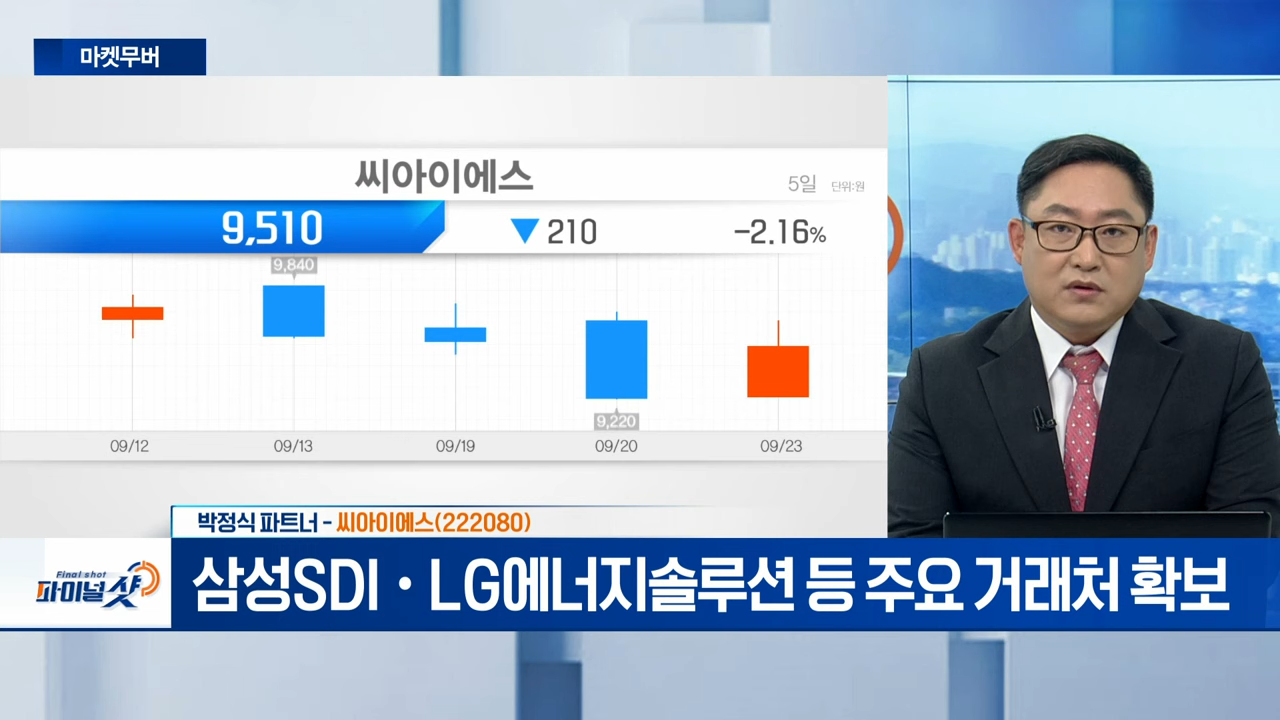 마켓무버
씨아이에스
5일 단위:원
9,510 ▼210 -2.16%
9,840
9,220
09/12 09/13 09/19 09/20 09/23
박정식 파트너 - 씨아이에스(222080)
Final shot
파이널샷
삼성SDI·LG에너지솔루션 등 주요 거래처 확보